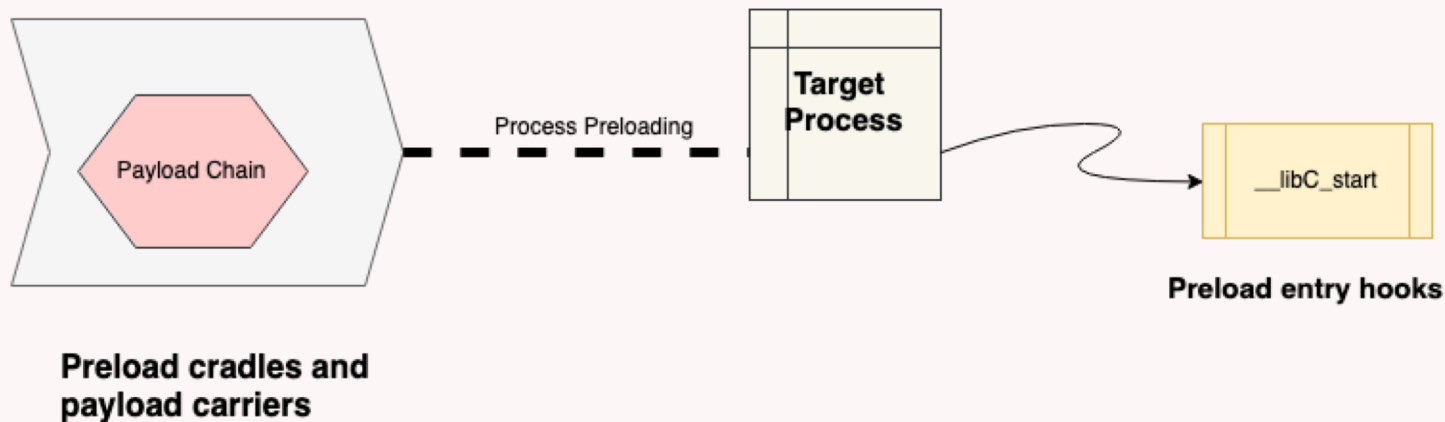 Payload Chain
Process Preloading
Target
Process
__libC_start
Preload entry hooks
Preload cradles and
payload carriers